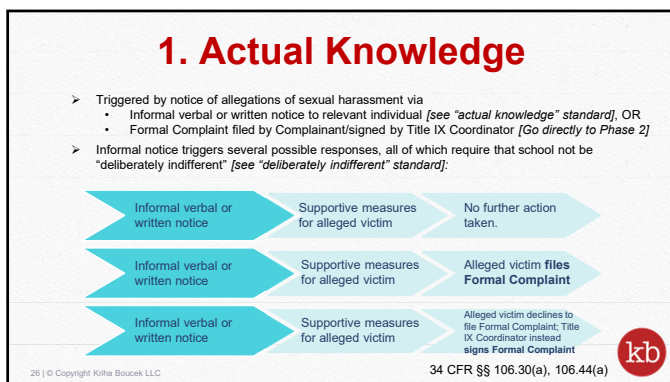 1. Actual Knowledge
➢ Triggered by notice of allegations of sexual harassment via
• Informal verbal or written notice to relevant individual [see “actual knowledge” standard], OR
• Formal Complaint filed by Complainant/signed by Title IX Coordinator [Go directly to Phase 2]
➢ Informal notice triggers several possible responses, all of which require that school not be
“deliberately indifferent” [see “deliberately indifferent” standard]:
Informal verbal or
written notice
Supportive measures
for alleged victim
No further action
taken.
Informal verbal or
written notice
Supportive measures
for alleged victim
Alleged victim files
Formal Complaint
Informal verbal or
written notice
Supportive measures
for alleged victim
Alleged victim declines to
file Formal Complaint; Title
IX Coordinator instead
signs Formal Complaint
26 | © Copyright Kriha Boucek LLC
34 CFR §§ 106.30(a), 106.44(a)
kb